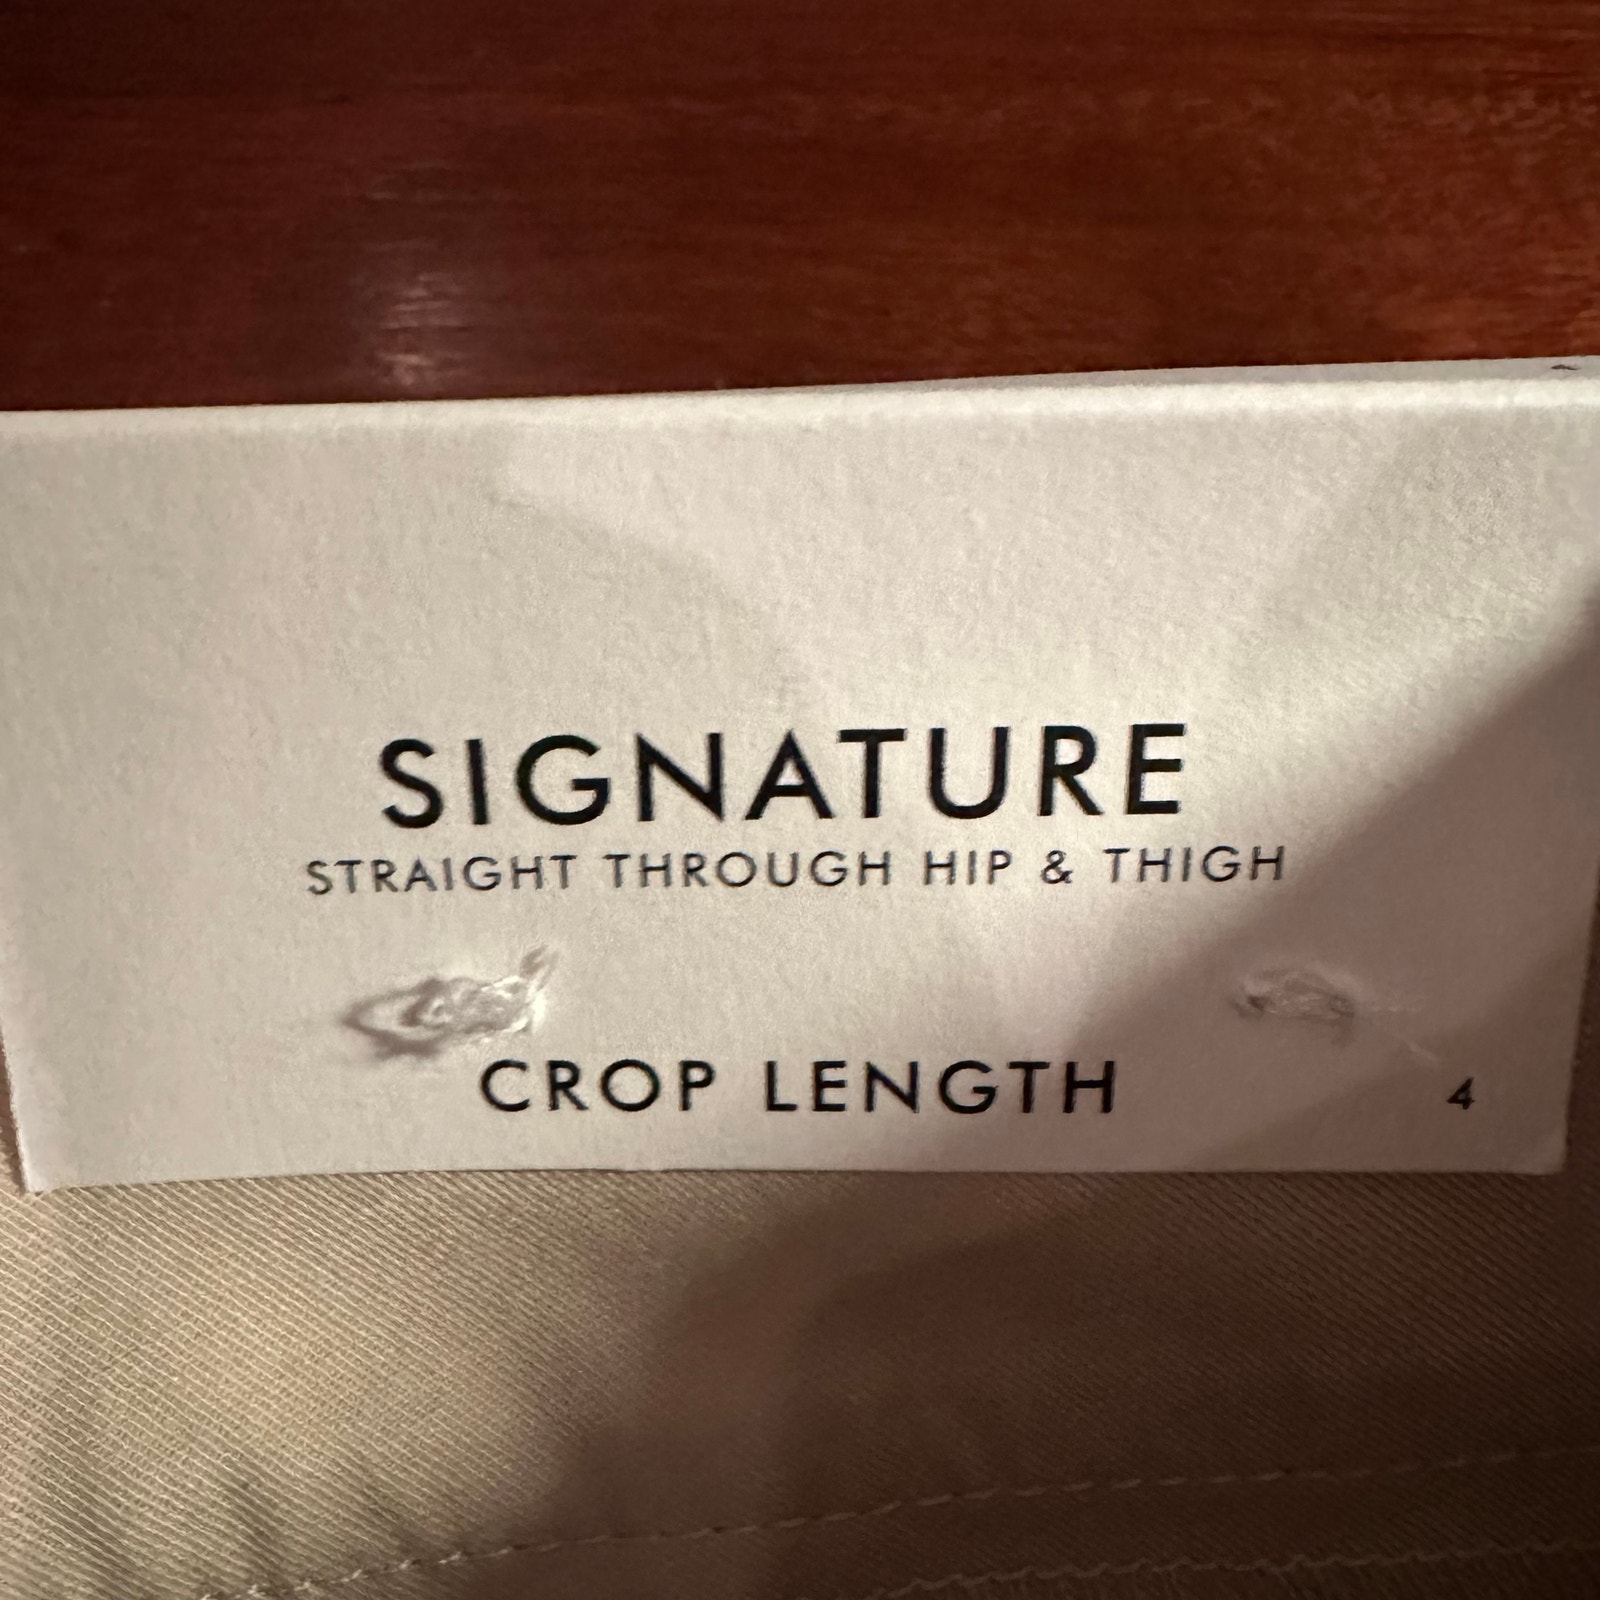 SIGNATURE
STRAIGHT THROUGH HIP & THIGH
CROP LENGTH
4